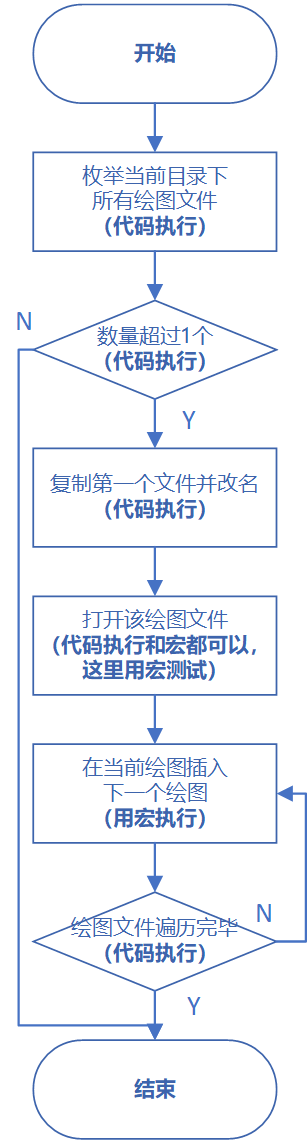 开始
枚举当前目录下
所有绘图文件
（代码执行）
N
数量超过1个
（代码执行）
Y
复制第一个文件并改名
（代码执行）
打开该绘图文件
（代码执行和宏都可以，
这里用宏测试）
在当前绘图插入
下一个绘图
（用宏执行）
N
绘图文件遍历完毕
（代码执行）
Y
结束